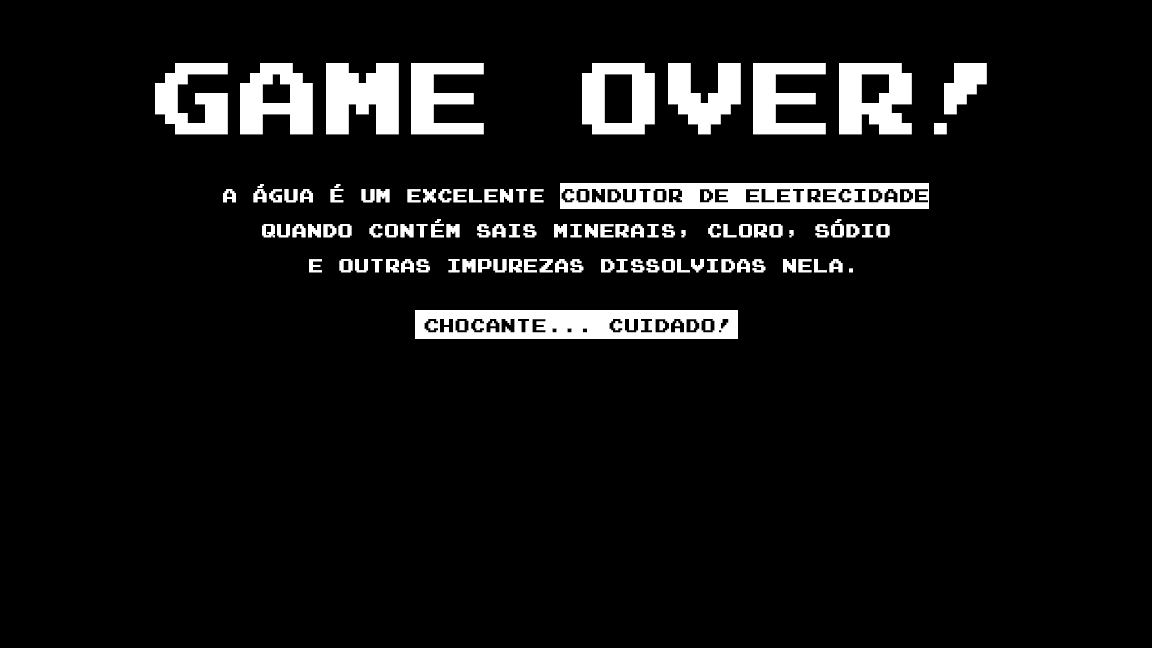 GAME OVER!
A ÁGUA É UM EXCELENTE CONDUTOR DE ELETRECIDADE
QUANDO CONTÉM SAIS MINERAIS, CLORO, SÓDIO
E OUTRAS IMPUREZAS DISSOLVIDAS NELA.
CHOCANTE... CUIDADO!